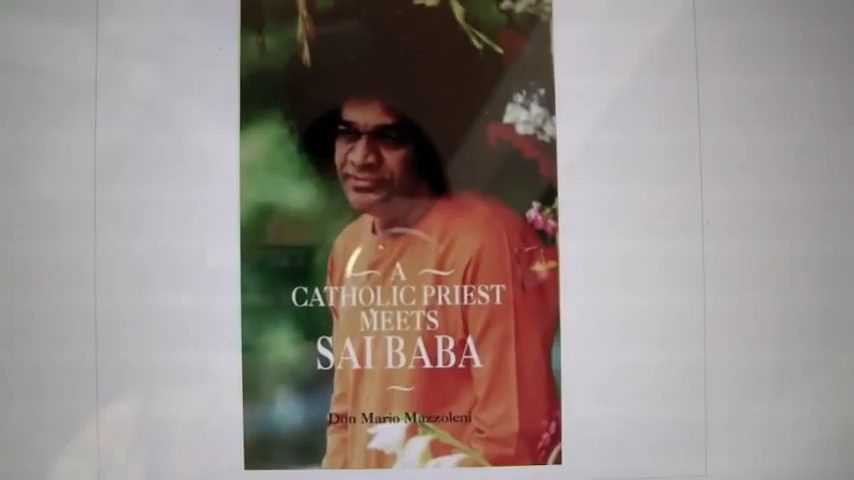 A
CATHOLIC PRIEST
MEETS
SAI BABA
Don Mario Mazzoleni